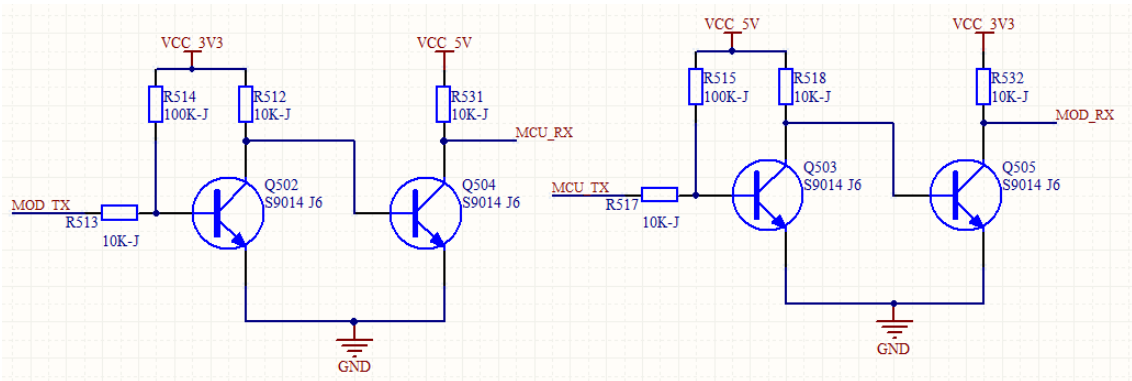 VCC_3V3
R514
100K-J
R512
10K-J
VCC_5V
R531
10K-J
MCU_RX
Q502
S9014 J6
Q504
S9014 J6
MOD_TX
R513
10K-J
GND
VCC_5V
R515
100K-J
R518
10K-J
VCC_3V3
R532
10K-J
MOD_RX
Q503
S9014 J6
Q505
S9014 J6
MCU_TX
R517
10K-J
GND